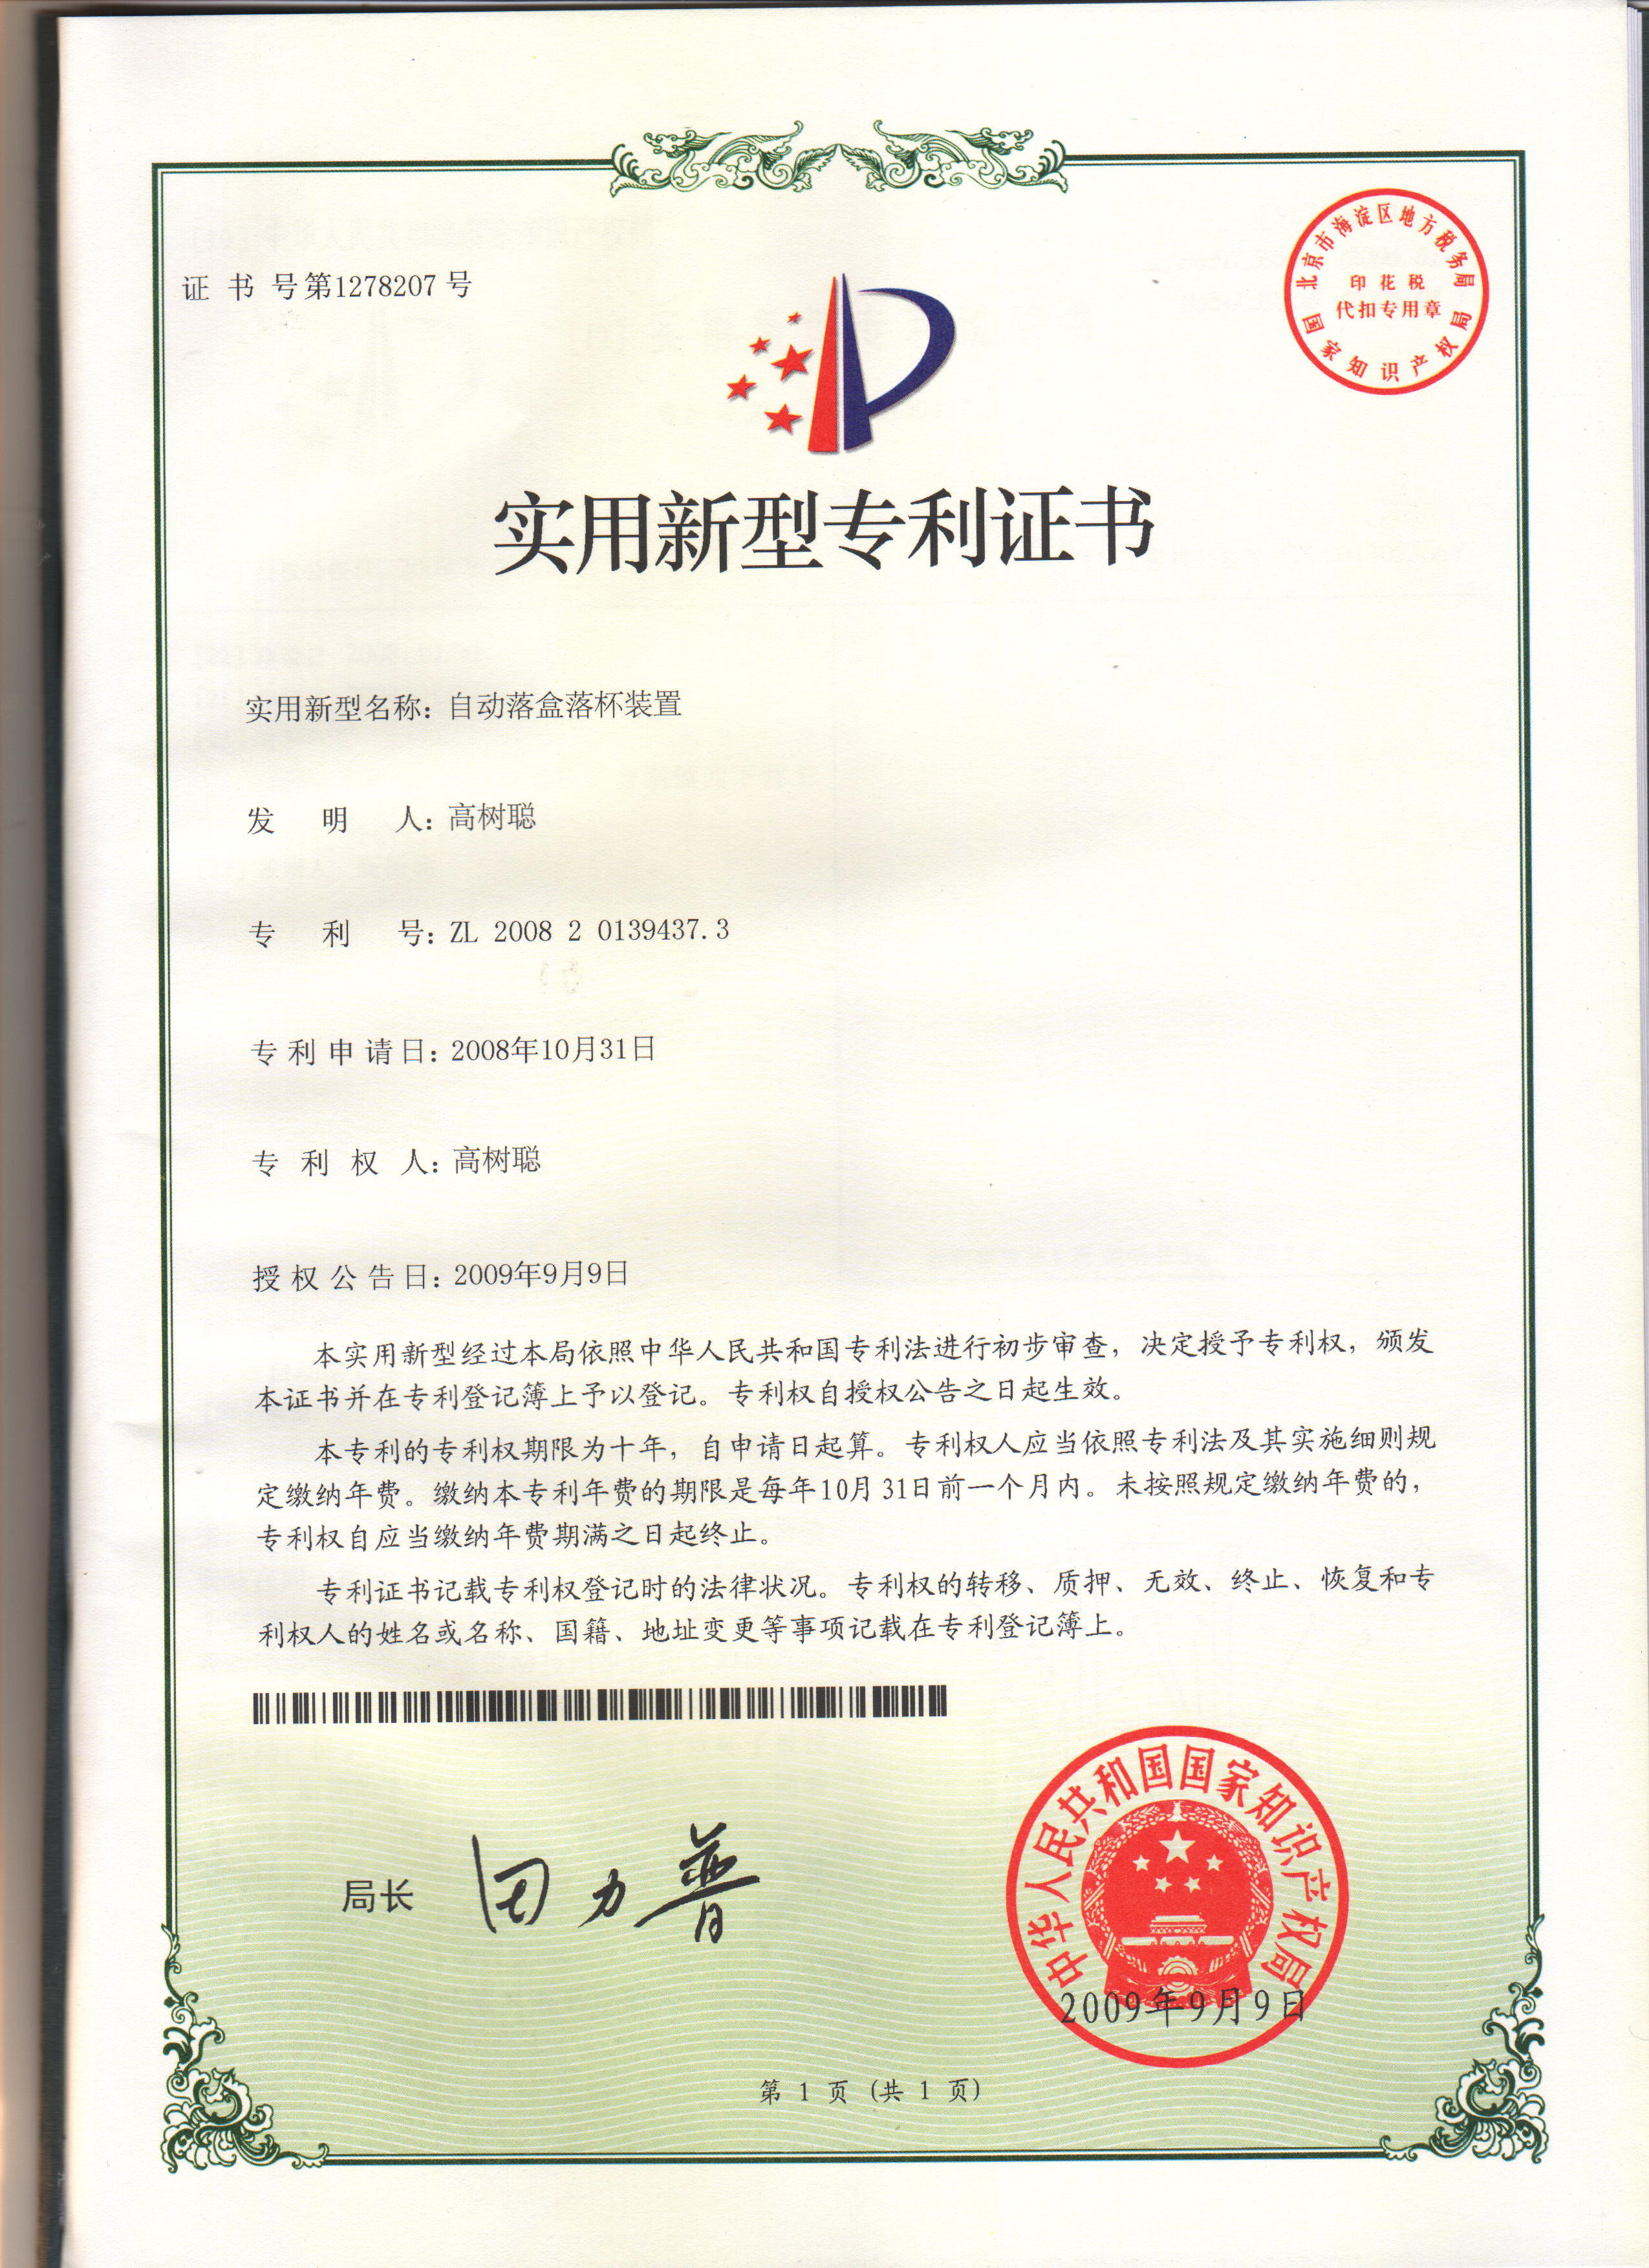 证书号第1278207号
北京市海淀区地方税务局
印花税
代扣专用章
国家知识产权局
实用新型专利证书
实用新型名称：自动落盒落杯装置
发明人：高树聪
专利号：ZL 2008 2 0139437.3
专利申请日：2008年10月31日
专利权人：高树聪
授权公告日：2009年9月9日
本实用新型经过本局依照中华人民共和国专利法进行初步审查，决定授予专利权，颁发
本证书并在专利登记簿上予以登记。专利权自授权公告之日起生效。
本专利的专利权期限为十年，自申请日起算。专利权人应当依照专利法及其实施细则规
定缴纳年费。缴纳本专利年费的期限是每年10月31日前一个月内。未按照规定缴纳年费的，
专利权自应当缴纳年费期满之日起终止。
专利证书记载专利权登记时的法律状况。专利权的转移、质押、无效、终止、恢复和专
利权人的姓名或名称、国籍、地址变更等事项记载在专利登记簿上。
局长 田力普
中华人民共和国国家知识产权局
2009年9月9日
第 1 页 (共 1 页)